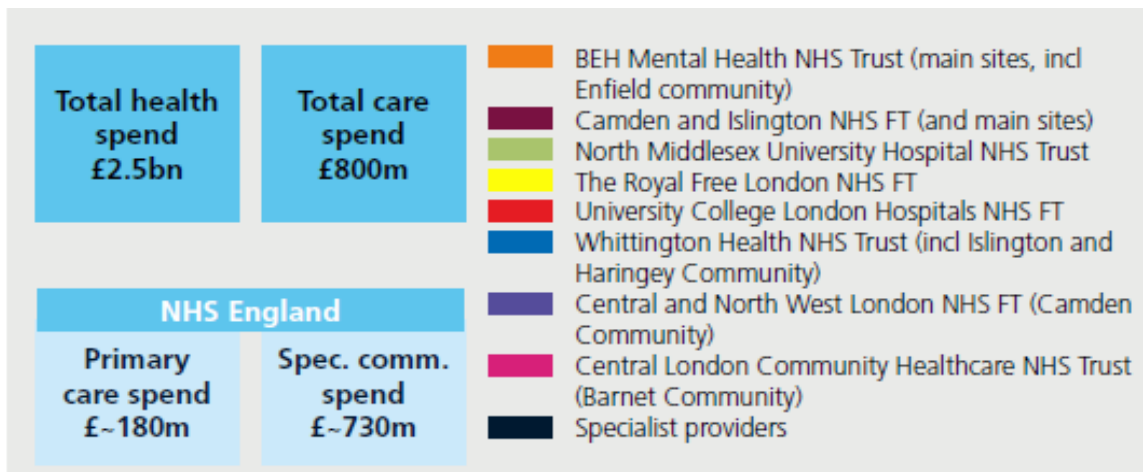 Total health
spend
£2.5bn
Total care
spend
£800m
NHS England
Primary
care spend
£~180m
Spec. comm.
spend
£~730m
BEH Mental Health NHS Trust (main sites, incl
Enfield community)
Camden and Islington NHS FT (and main sites)
North Middlesex University Hospital NHS Trust
The Royal Free London NHS FT
University College London Hospitals NHS FT
Whittington Health NHS Trust (incl Islington and
Haringey Community)
Central and North West London NHS FT (Camden
Community)
Central London Community Healthcare NHS Trust
(Barnet Community)
Specialist providers